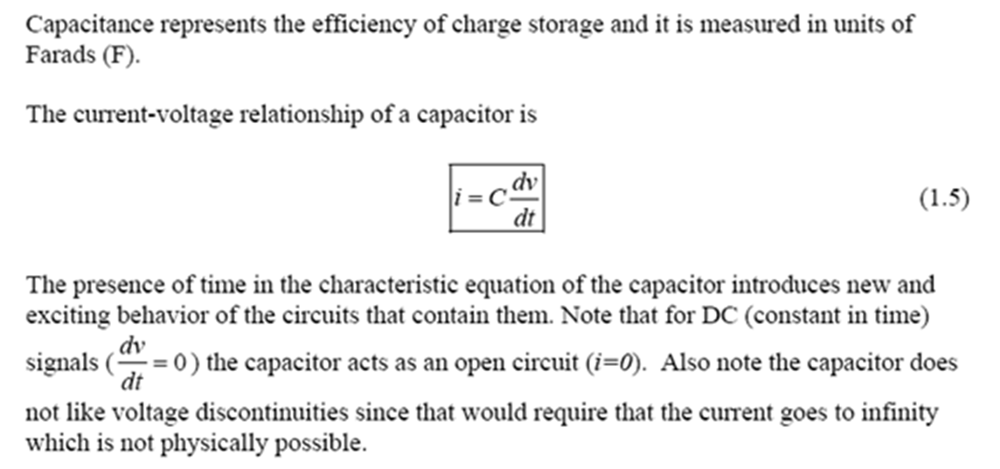 Capacitance represents the efficiency of charge storage and it is measured in units of
Farads (F).
The current-voltage relationship of a capacitor is
i = C dv/dt (1.5)
The presence of time in the characteristic equation of the capacitor introduces new and
exciting behavior of the circuits that contain them. Note that for DC (constant in time)
signals ( dv/dt = 0 ) the capacitor acts as an open circuit (i=0). Also note the capacitor does
not like voltage discontinuities since that would require that the current goes to infinity
which is not physically possible.